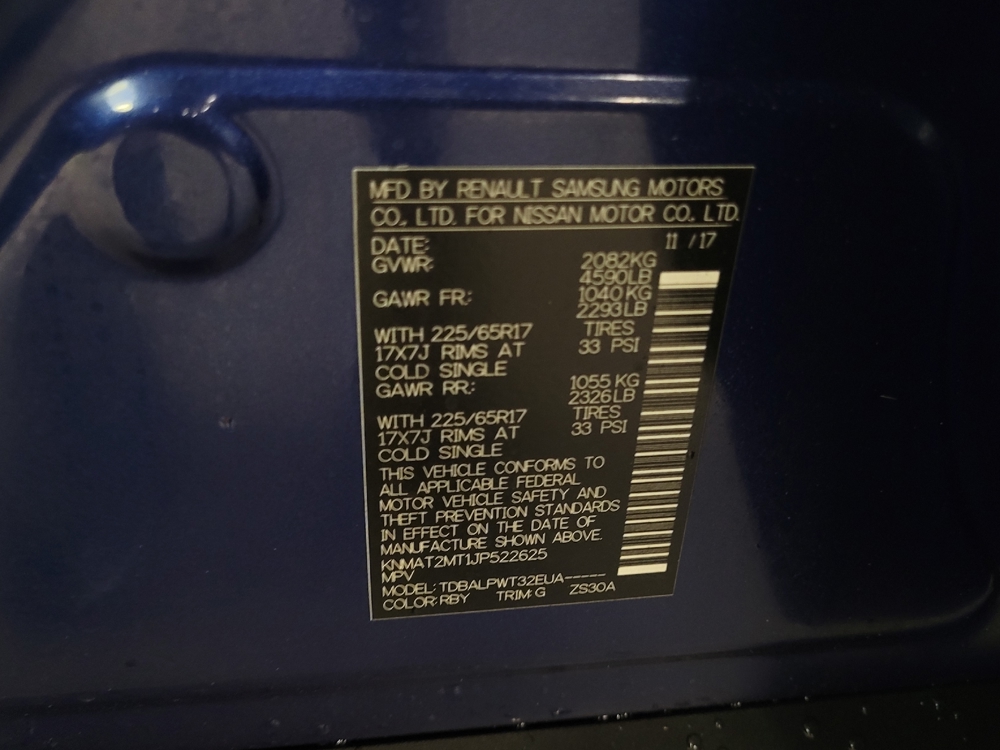 MFD BY RENAULT SAMSUNG MOTORS
CO., LTD. FOR NISSAN MOTOR CO., LTD.
DATE: 11 / 17
GVWR: 2082KG
4590LB
GAWR FR: 1040 KG
2293 LB
WITH 225/65R17 TIRES
17X7J RIMS AT 33 PSI
COLD SINGLE
GAWR RR: 1055 KG
2326 LB
WITH 225/65R17 TIRES
17X7J RIMS AT 33 PSI
COLD SINGLE
THIS VEHICLE CONFORMS TO
ALL APPLICABLE FEDERAL
MOTOR VEHICLE SAFETY AND
THEFT PREVENTION STANDARDS
IN EFFECT ON THE DATE OF
MANUFACTURE SHOWN ABOVE.
KNMAT2MT1JP522625
MPV
MODEL: TDBALPWT32EUA-----
COLOR: RBY TRIM: G ZS30A